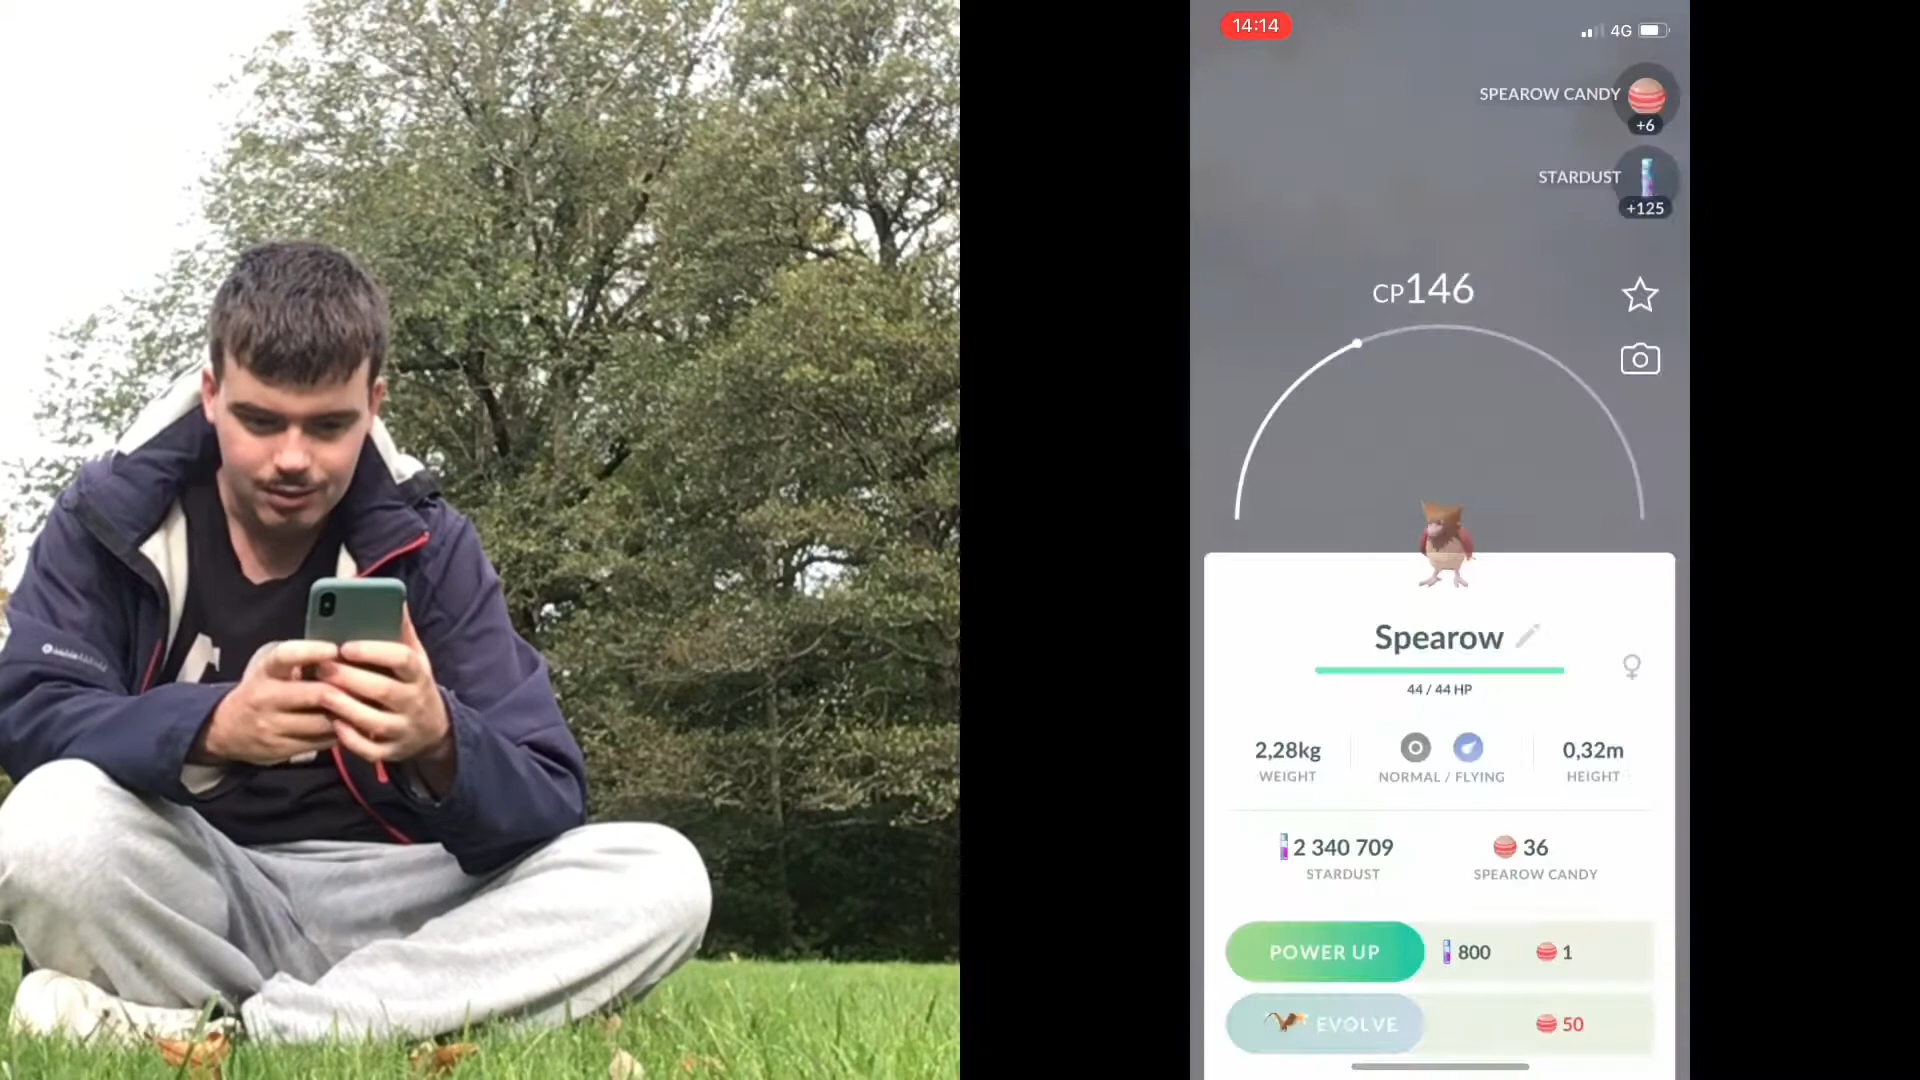 14:14
4G
SPEAROW CANDY
+6
STARDUST
+125
CP146
Spearow
44 / 44 HP
2,28kg
WEIGHT
NORMAL / FLYING
0,32m
HEIGHT
2 340 709
STARDUST
36
SPEAROW CANDY
POWER UP
800
1
EVOLVE
50